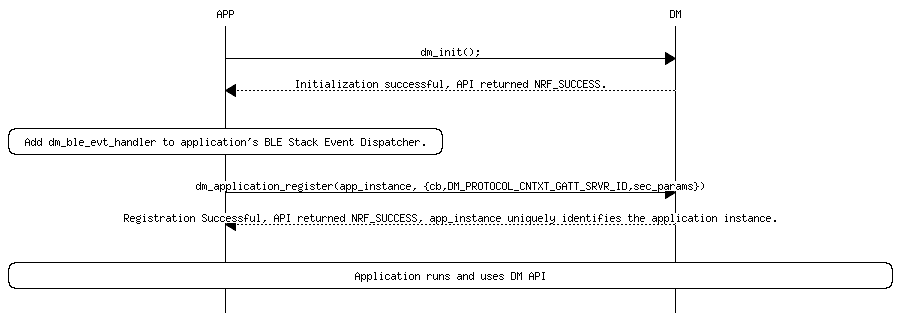 APP DM
dm_init();
Initialization successful, API returned NRF_SUCCESS.
Add dm_ble_evt_handler to application's BLE Stack Event Dispatcher.
dm_application_register(app_instance, {cb,DM_PROTOCOL_CNTXT_GATT_SRVR_ID,sec_params})
Registration Successful, API returned NRF_SUCCESS, app_instance uniquely identifies the application instance.
Application runs and uses DM API